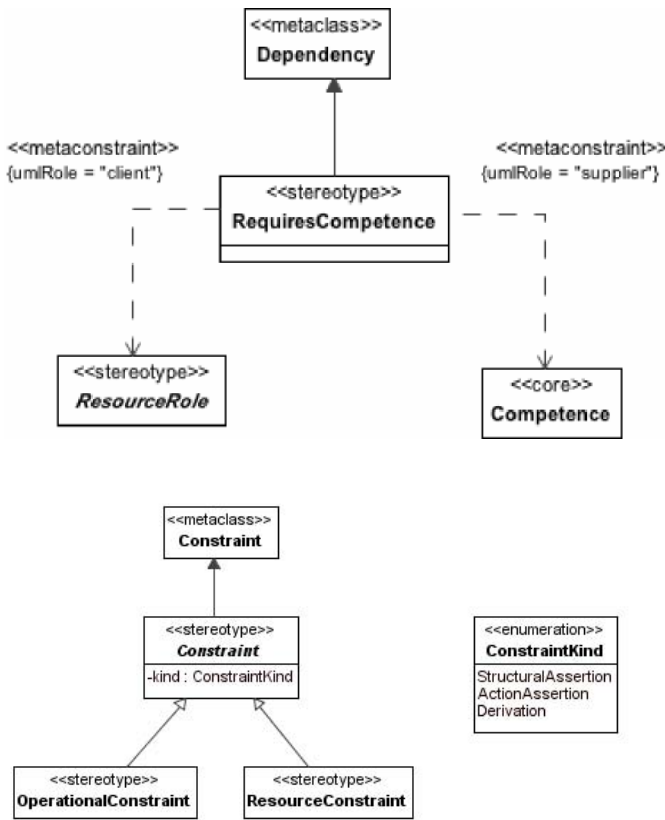 <<metaclass>>
Dependency
<<metaconstraint>>
{umlRole = "client"}
<<metaconstraint>>
{umlRole = "supplier"}
<<stereotype>>
RequiresCompetence
<<stereotype>>
ResourceRole
<<core>>
Competence
<<metaclass>>
Constraint
<<stereotype>>
Constraint
-kind : ConstraintKind
<<enumeration>>
ConstraintKind
StructuralAssertion
ActionAssertion
Derivation
<<stereotype>>
OperationalConstraint
<<stereotype>>
ResourceConstraint